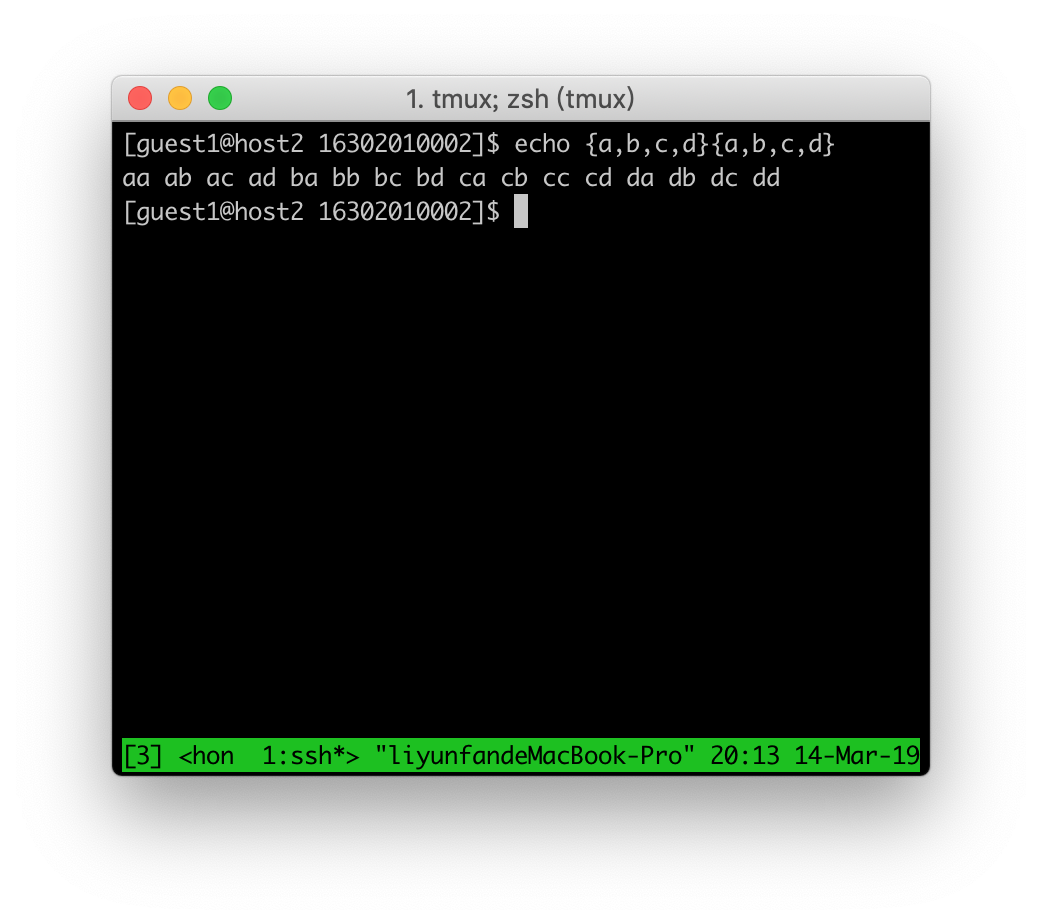 1. tmux; zsh (tmux)
[guest1@host2 16302010002]$ echo {a,b,c,d}{a,b,c,d}
aa ab ac ad ba bb bc bd ca cb cc cd da db dc dd
[guest1@host2 16302010002]$
[3] <hon  1:ssh*> "liyunfandeMacBook-Pro" 20:13 14-Mar-19